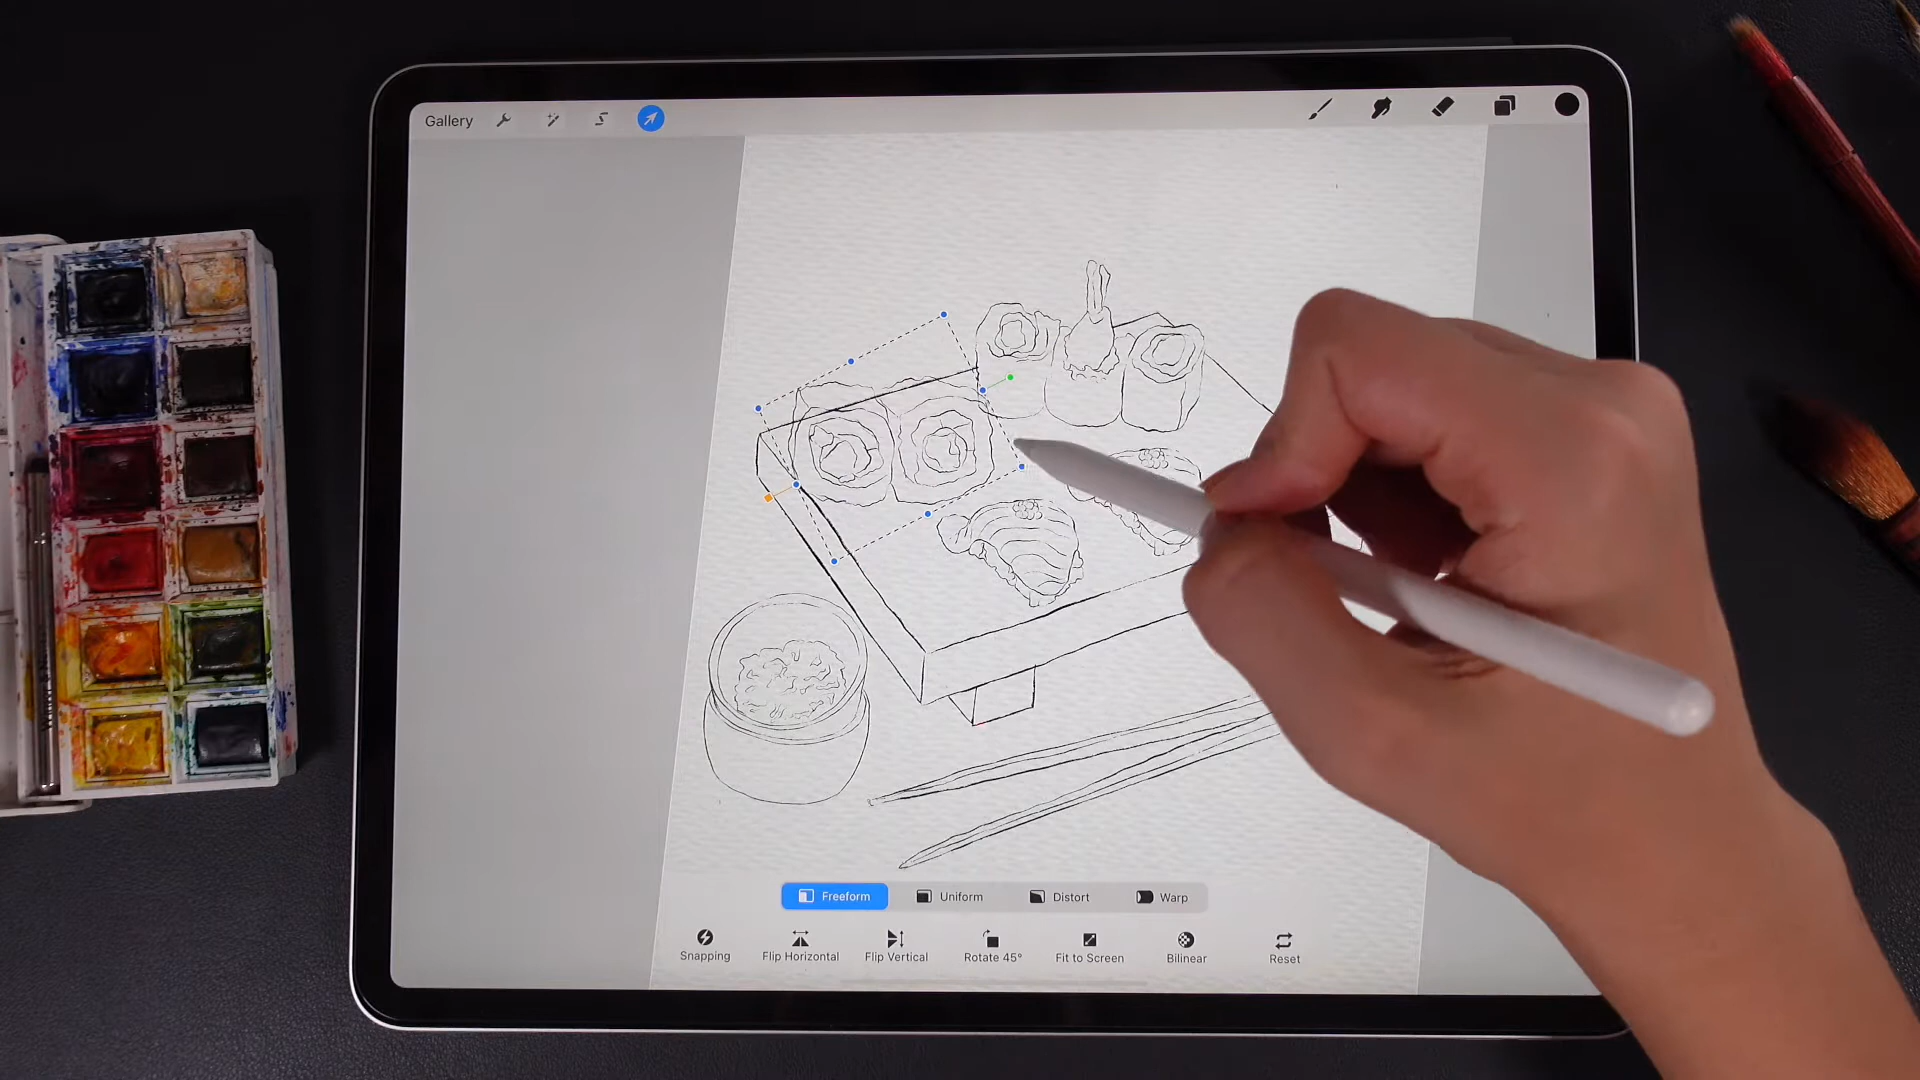 Gallery
Freeform
Uniform
Distort
Warp
Snapping
Flip Horizontal
Flip Vertical
Rotate 45°
Fit to Screen
Bilinear
Reset